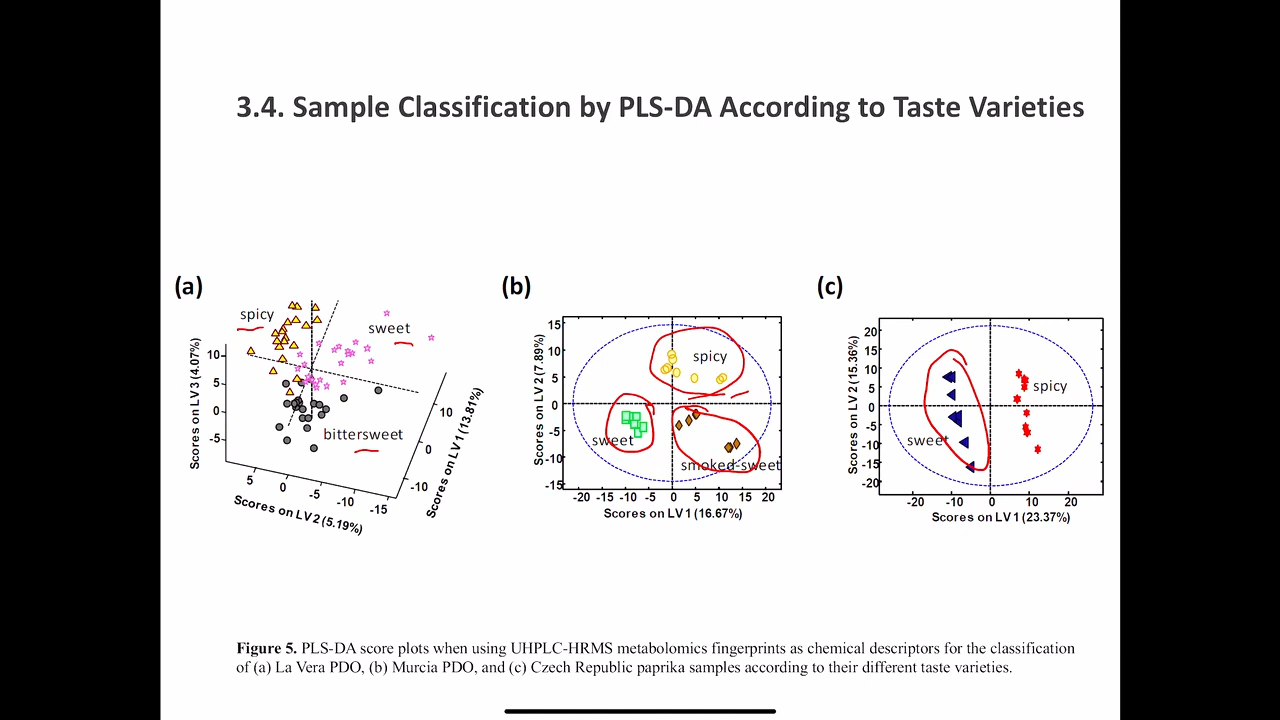 3.4. Sample Classification by PLS-DA According to Taste Varieties
(a)
spicy
sweet
bittersweet
10
5
0
-5
Scores on LV 3 (4.07%)
5
0
-5
-10
-15
Scores on LV 2 (5.19%)
10
0
-10
Scores on LV 1 (13.81%)
(b)
15
10
5
0
-5
-10
-15
Scores on LV 2 (7.89%)
spicy
sweet
smoked-sweet
-20 -15 -10 -5 0 5 10 15 20
Scores on LV 1 (16.67%)
(c)
20
15
10
5
0
-5
-10
-15
-20
Scores on LV 2 (15.36%)
spicy
sweet
-20 -10 0 10 20
Scores on LV 1 (23.37%)
Figure 5. PLS-DA score plots when using UHPLC-HRMS metabolomics fingerprints as chemical descriptors for the classification
of (a) La Vera PDO, (b) Murcia PDO, and (c) Czech Republic paprika samples according to their different taste varieties.